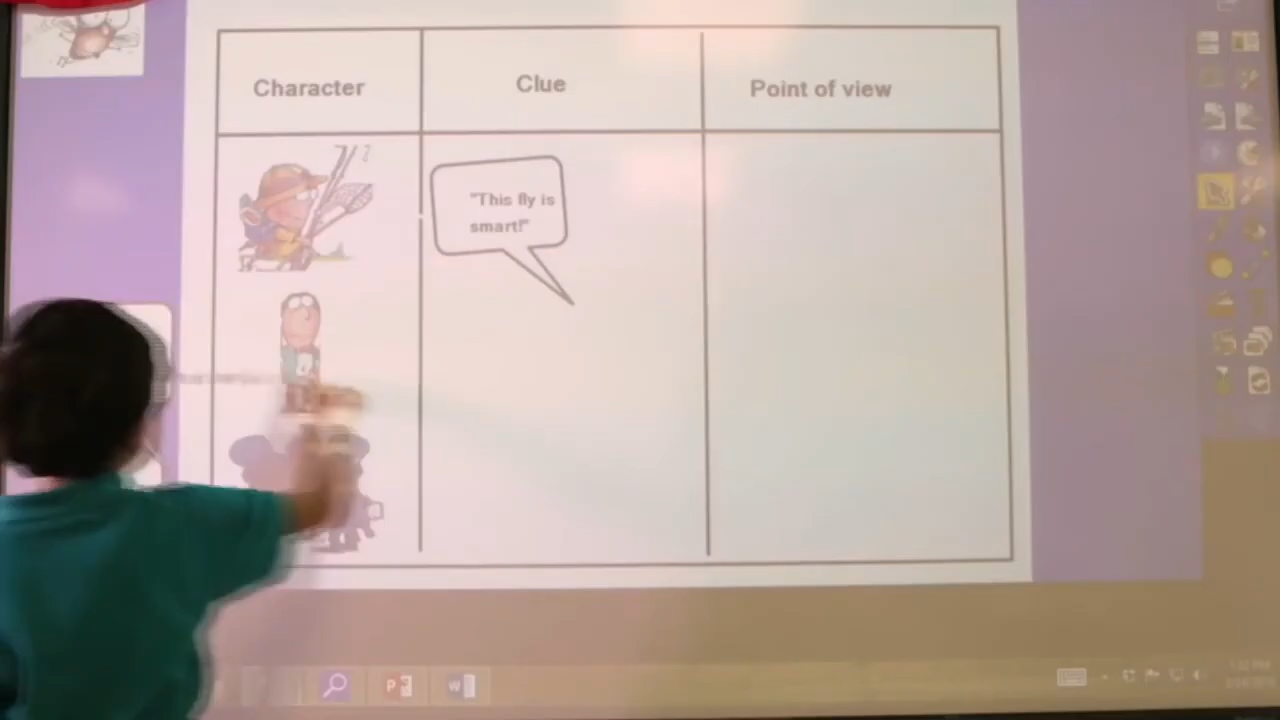 Character
Clue
Point of view
"This fly is
smart!"
P
W